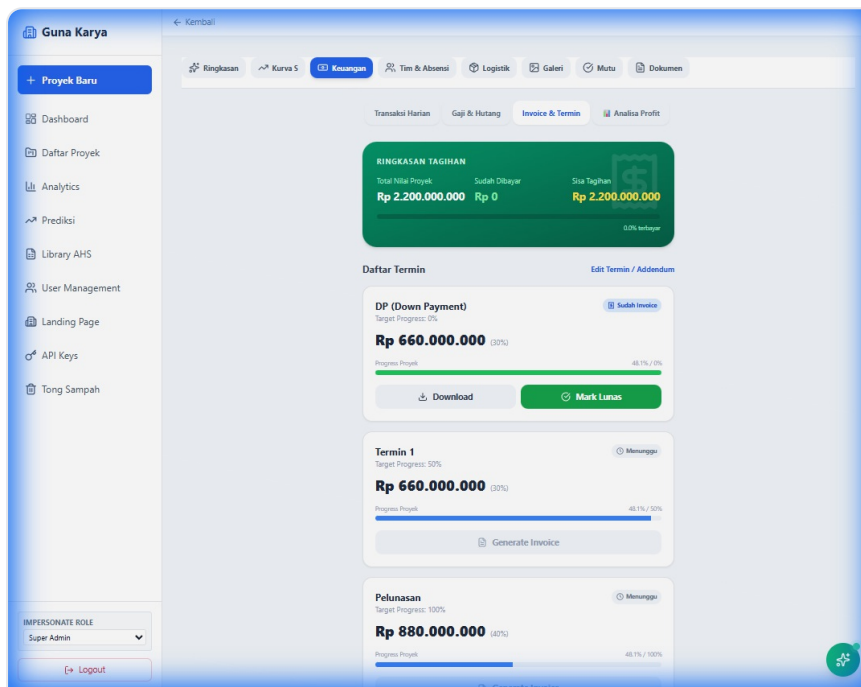 Guna Karya
← Kembali
+ Proyek Baru
Dashboard
Daftar Proyek
Analytics
Prediksi
Library AHS
User Management
Landing Page
API Keys
Tong Sampah
IMPERSONATE ROLE
Super Admin
Logout
Ringkasan Kurva S Keuangan Tim & Absensi Logistik Galeri Mutu Dokumen
Transaksi Harian Gaji & Hutang Invoice & Termin Analisa Profit
RINGKASAN TAGIHAN
Total Nilai Proyek Sudah Dibayar Sisa Tagihan
Rp 2.200.000.000 Rp 0 Rp 2.200.000.000
0.0% terbayar
Daftar Termin Edit Termin / Addendum
DP (Down Payment) Sudah Invoice
Target Progress: 0%
Rp 660.000.000 (30%)
Progress Proyek 48.1% / 0%
Download Mark Lunas
Termin 1 Menunggu
Target Progress: 50%
Rp 660.000.000 (30%)
Progress Proyek 48.1% / 50%
Generate Invoice
Pelunasan Menunggu
Target Progress: 100%
Rp 880.000.000 (40%)
Progress Proyek 48.1% / 100%